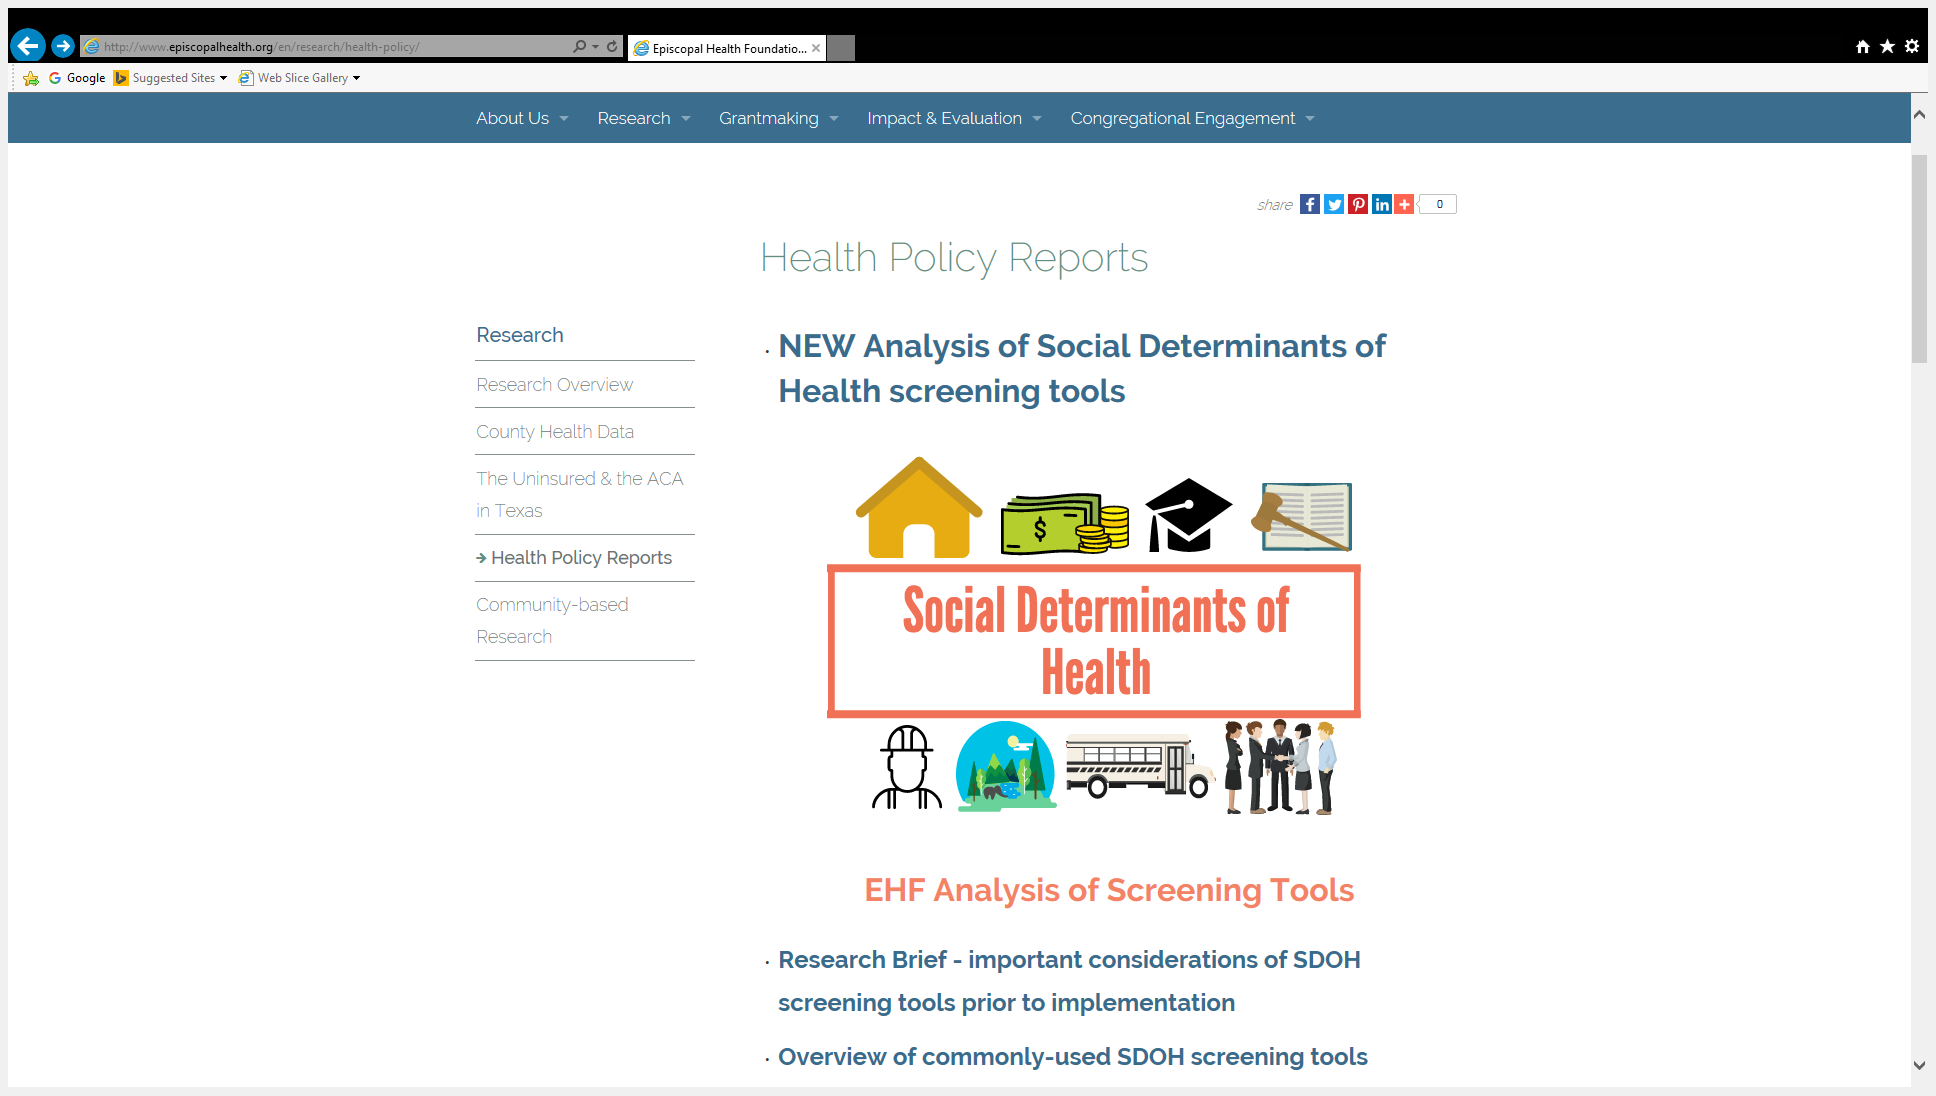 http://www.episcopalhealth.org/en/research/health-policy/
Episcopal Health Foundatio...
Google
Suggested Sites
Web Slice Gallery
About Us
Research
Grantmaking
Impact & Evaluation
Congregational Engagement
share
0
Health Policy Reports
Research
Research Overview
County Health Data
The Uninsured & the ACA
in Texas
Health Policy Reports
Community-based
Research
· NEW Analysis of Social Determinants of
Health screening tools
$
Social Determinants of
Health
EHF Analysis of Screening Tools
· Research Brief - important considerations of SDOH
screening tools prior to implementation
· Overview of commonly-used SDOH screening tools